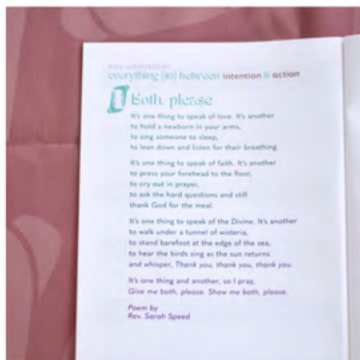 ASH WEDNESDAY
everything [in] between intention & action
Both, please
It's one thing to speak of love. It's another
to hold a newborn in your arms,
to sing someone to sleep,
to lean down and listen for their breathing.
It's one thing to speak of faith. It's another
to press your forehead to the floor,
to cry out in prayer,
to ask the hard questions and still
thank God for the meal.
It's one thing to speak of the Divine. It's another
to walk under a tunnel of wisteria,
to stand barefoot at the edge of the sea,
to hear the birds sing as the sun returns
and whisper, Thank you, thank you, thank you.
It's one thing and another, so I pray,
Give me both, please. Show me both, please.
Poem by
Rev. Sarah Speed